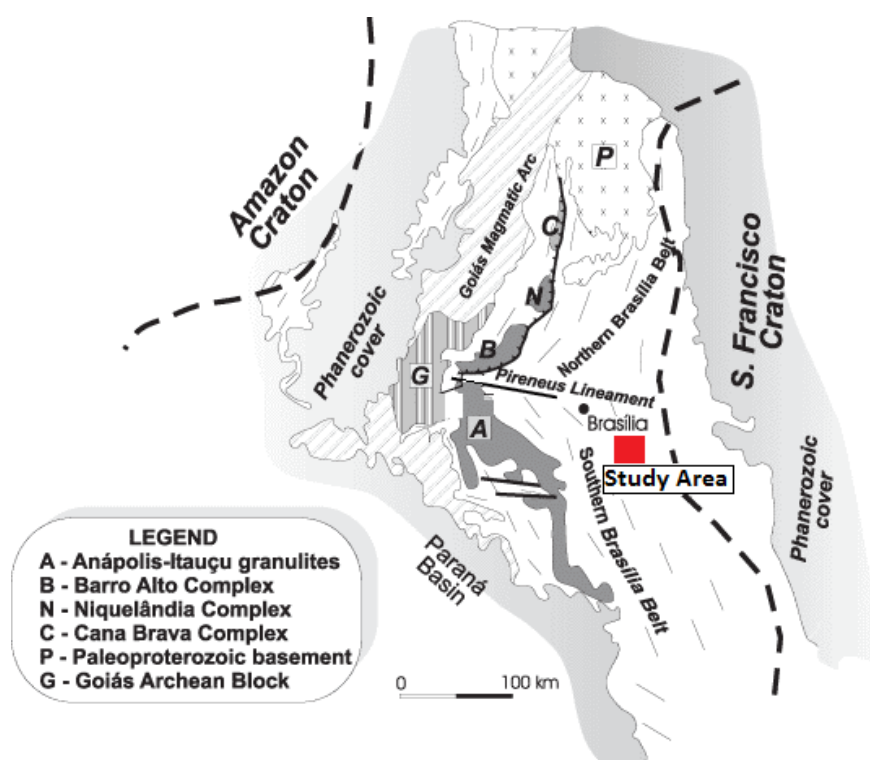 Amazon
Craton
P
Goiás Magmatic Arc
C
N
Northern Brasília Belt
S. Francisco
Craton
Phanerozoic
cover
B
G
Pireneus Lineament
Brasília
A
Study Area
Southern Brasília Belt
Phanerozoic
cover
Paraná
Basin
LEGEND
A - Anápolis-Itauçu granulites
B - Barro Alto Complex
N - Niquelândia Complex
C - Cana Brava Complex
P - Paleoproterozoic basement
G - Goiás Archean Block
0 100 km